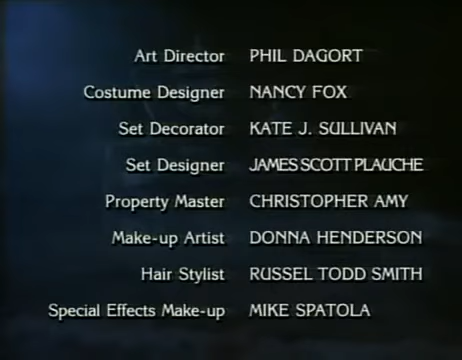 Art Director PHIL DAGORT
Costume Designer NANCY FOX
Set Decorator KATE J. SULLIVAN
Set Designer JAMES SCOTT PLAUCHE
Property Master CHRISTOPHER AMY
Make-up Artist DONNA HENDERSON
Hair Stylist RUSSEL TODD SMITH
Special Effects Make-up MIKE SPATOLA